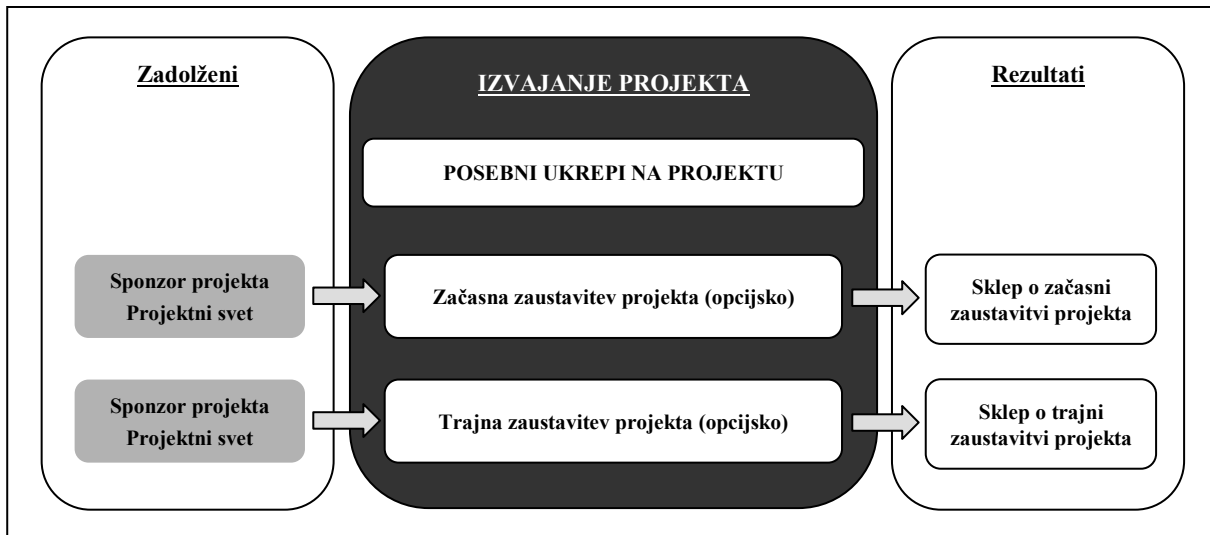 Zadolženi
IZVAJANJE PROJEKTA
Rezultati
POSEBNI UKREPI NA PROJEKTU
Sponzor projekta
Projektni svet
Začasna zaustavitev projekta (opcijsko)
Sklep o začasni
zaustavitvi projekta
Sponzor projekta
Projektni svet
Trajna zaustavitev projekta (opcijsko)
Sklep o trajni
zaustavitvi projekta